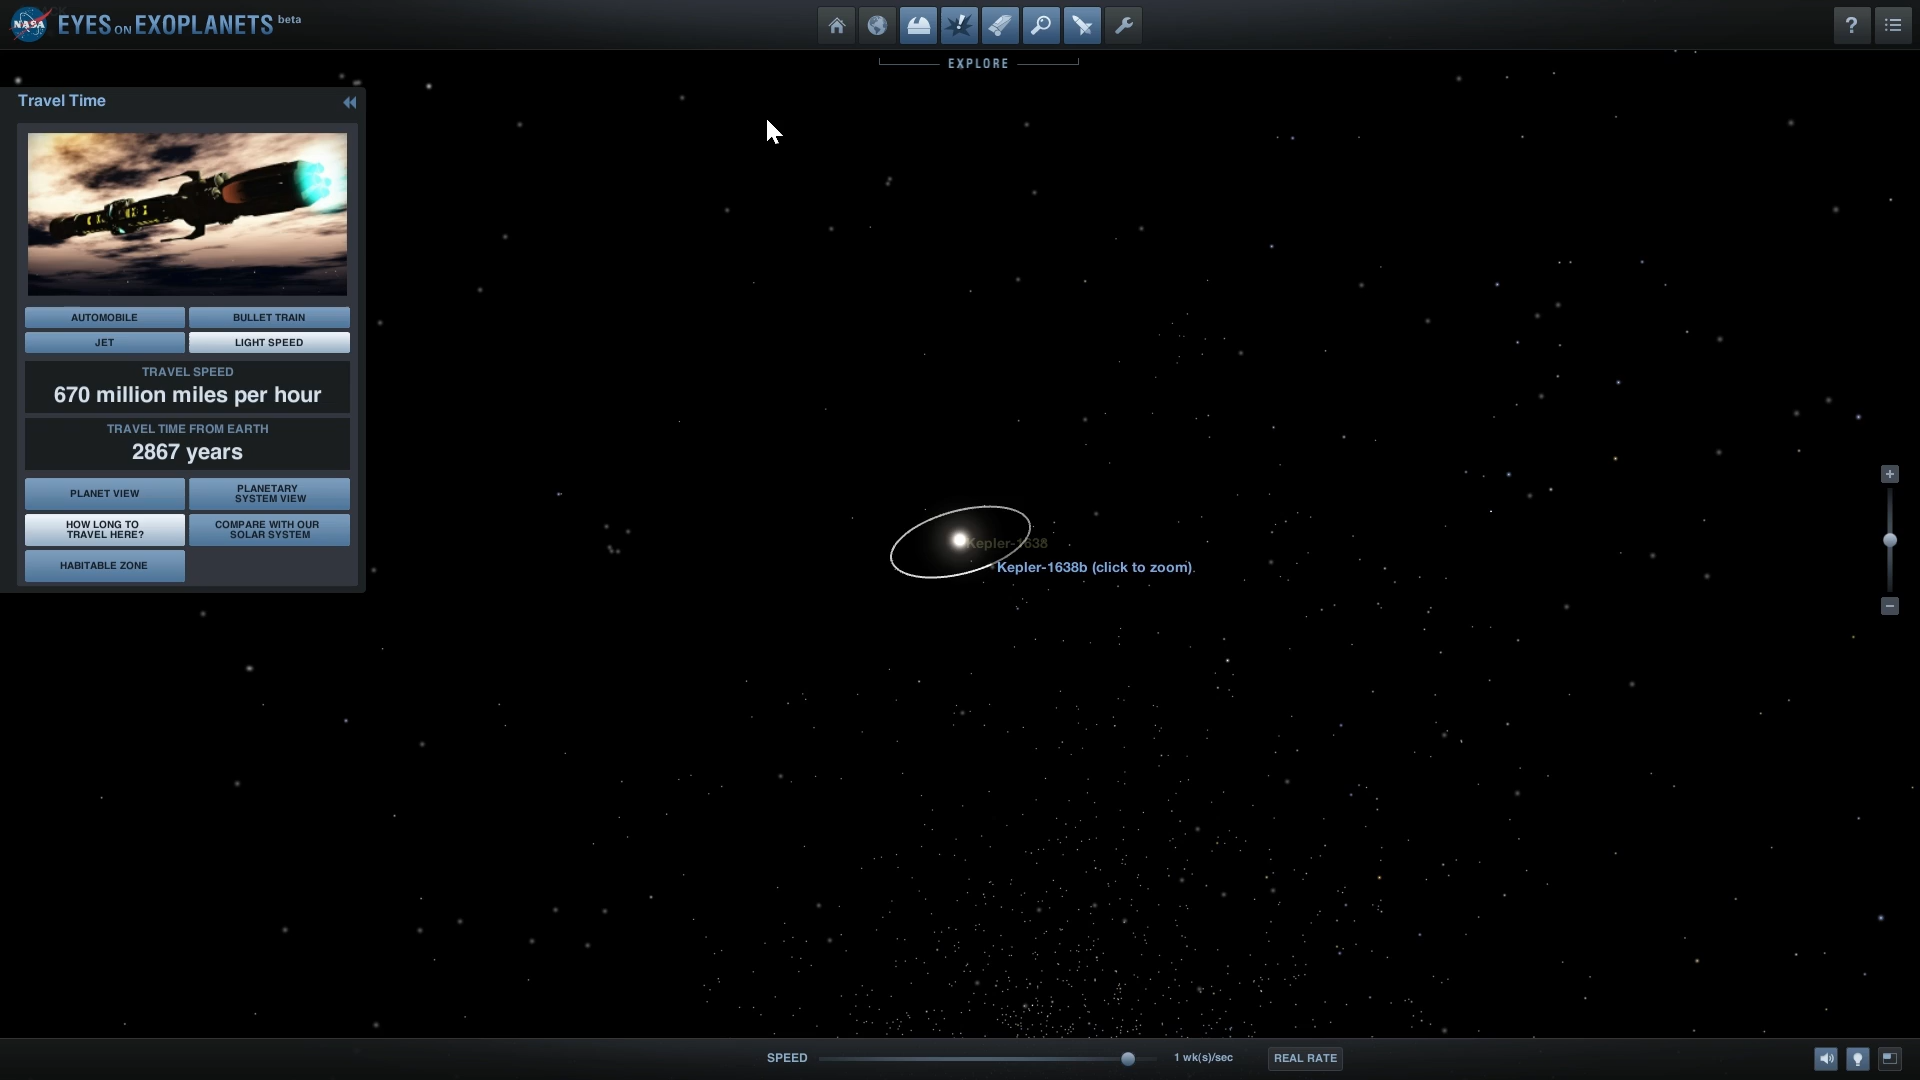 NASA EYES ON EXOPLANETS beta
?
EXPLORE
Travel Time
AUTOMOBILE
BULLET TRAIN
JET
LIGHT SPEED
TRAVEL SPEED
670 million miles per hour
TRAVEL TIME FROM EARTH
2867 years
PLANET VIEW
PLANETARY
SYSTEM VIEW
HOW LONG TO
TRAVEL HERE?
COMPARE WITH OUR
SOLAR SYSTEM
HABITABLE ZONE
Kepler-1638
Kepler-1638b (click to zoom).
+
−
SPEED
1 wk(s)/sec
REAL RATE